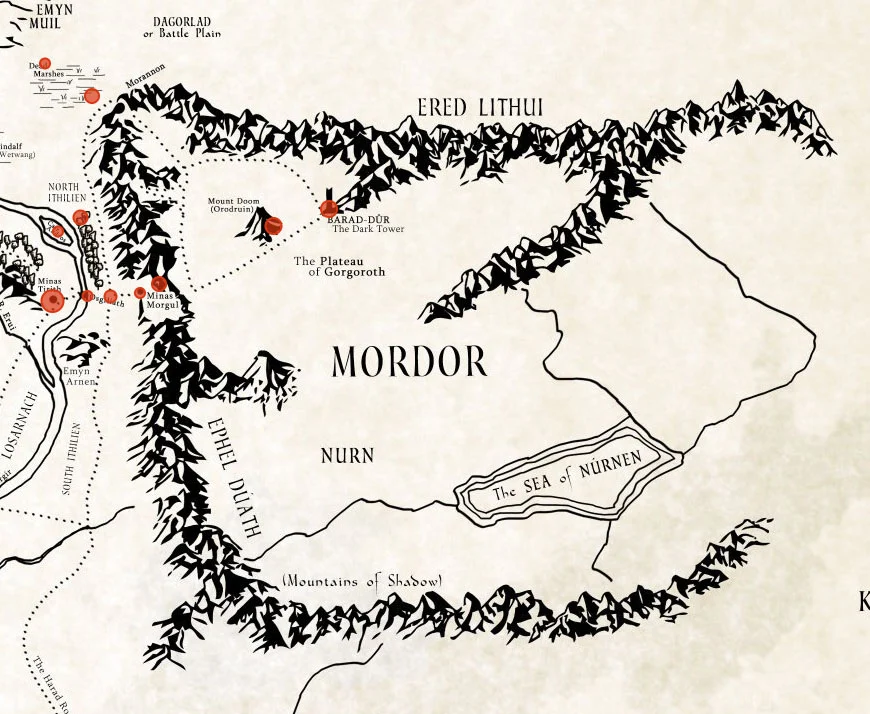 EMYN
MUIL
DAGORLAD
or Battle Plain
Dead
Marshes
Morannon
ERED LITHUI
indalf
Wetwang)
NORTH
ITHILIEN
Mount Doom
(Orodruin)
BARAD-DÛR
The Dark Tower
The Plateau
of Gorgoroth
Minas
Tirith
Osgiliath
Minas
Morgul
R. Erui
Emyn
Arnen
MORDOR
LOSARNACH
SOUTH ITHILIEN
EPHEL DÚATH
NURN
The SEA of NÚRNEN
(Mountains of Shadow)
K
The Harad Ro